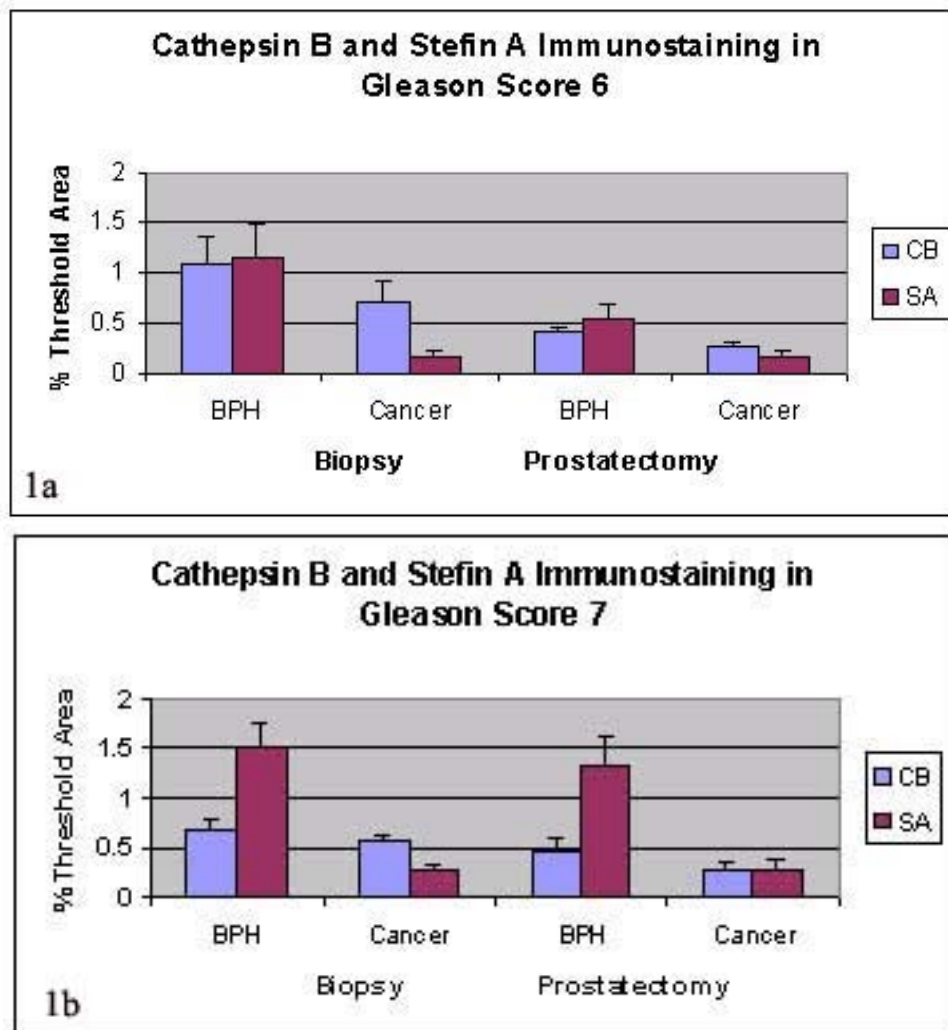 Cathepsin B and Stefin A Immunostaining in
Gleason Score 6
% Threshold Area
2
1.5
1
0.5
0
BPH
Cancer
BPH
Cancer
Biopsy
Prostatectomy
CB
SA
1a
Cathepsin B and Stefin A Immunostaining in
Gleason Score 7
%Threshold Area
2
1.5
1
0.5
0
BPH
Cancer
BPH
Cancer
Biopsy
Prostatectomy
CB
SA
1b